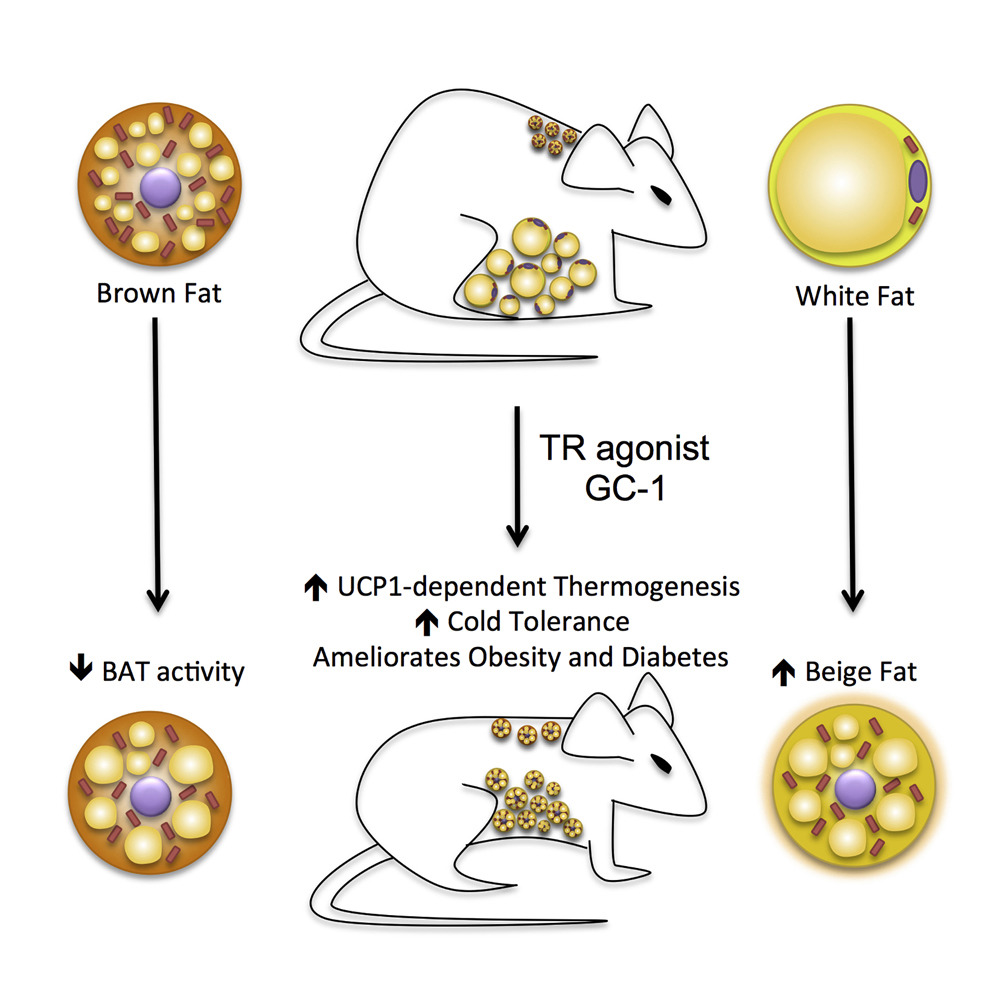 Brown Fat
White Fat
TR agonist
GC-1
↑ UCP1-dependent Thermogenesis
↑ Cold Tolerance
Ameliorates Obesity and Diabetes
↓ BAT activity
↑ Beige Fat